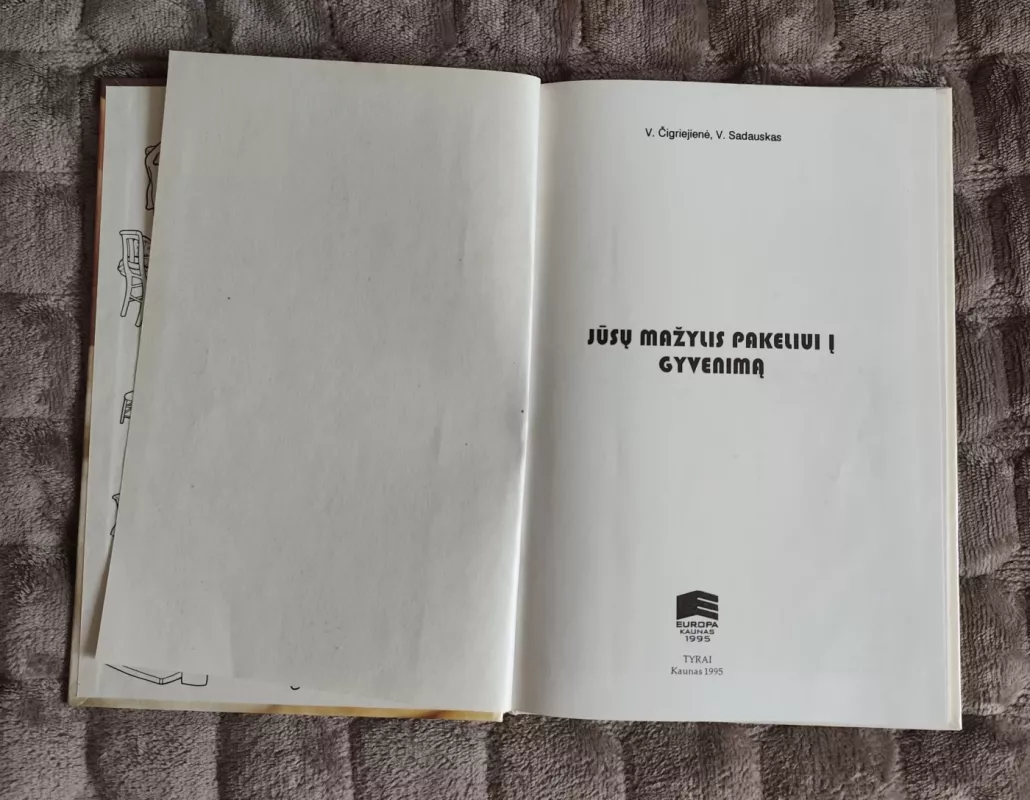 V. Čigriejienė, V. Sadauskas
JŪSŲ MAŽYLIS PAKELIUI Į
GYVENIMĄ
EUROPA
KAUNAS
1995
TYRAI
Kaunas 1995